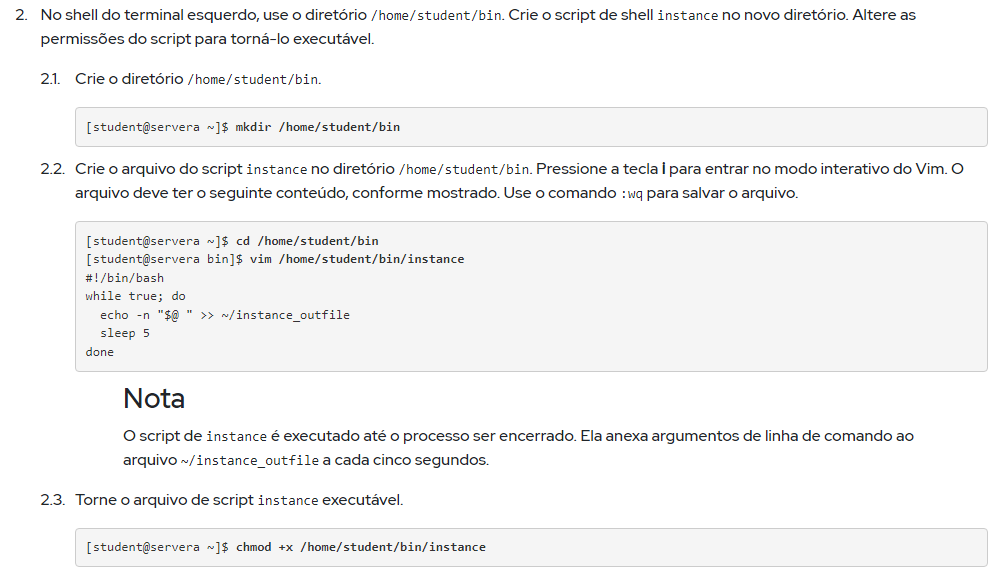 2. No shell do terminal esquerdo, use o diretório /home/student/bin. Crie o script de shell instance no novo diretório. Altere as
permissões do script para torná-lo executável.
2.1. Crie o diretório /home/student/bin.
[student@servera ~]$ mkdir /home/student/bin
2.2. Crie o arquivo do script instance no diretório /home/student/bin. Pressione a tecla I para entrar no modo interativo do Vim. O
arquivo deve ter o seguinte conteúdo, conforme mostrado. Use o comando :wq para salvar o arquivo.
[student@servera ~]$ cd /home/student/bin
[student@servera bin]$ vim /home/student/bin/instance
#!/bin/bash
while true; do
  echo -n "$@ " >> ~/instance_outfile
  sleep 5
done
Nota
O script de instance é executado até o processo ser encerrado. Ela anexa argumentos de linha de comando ao
arquivo ~/instance_outfile a cada cinco segundos.
2.3. Torne o arquivo de script instance executável.
[student@servera ~]$ chmod +x /home/student/bin/instance